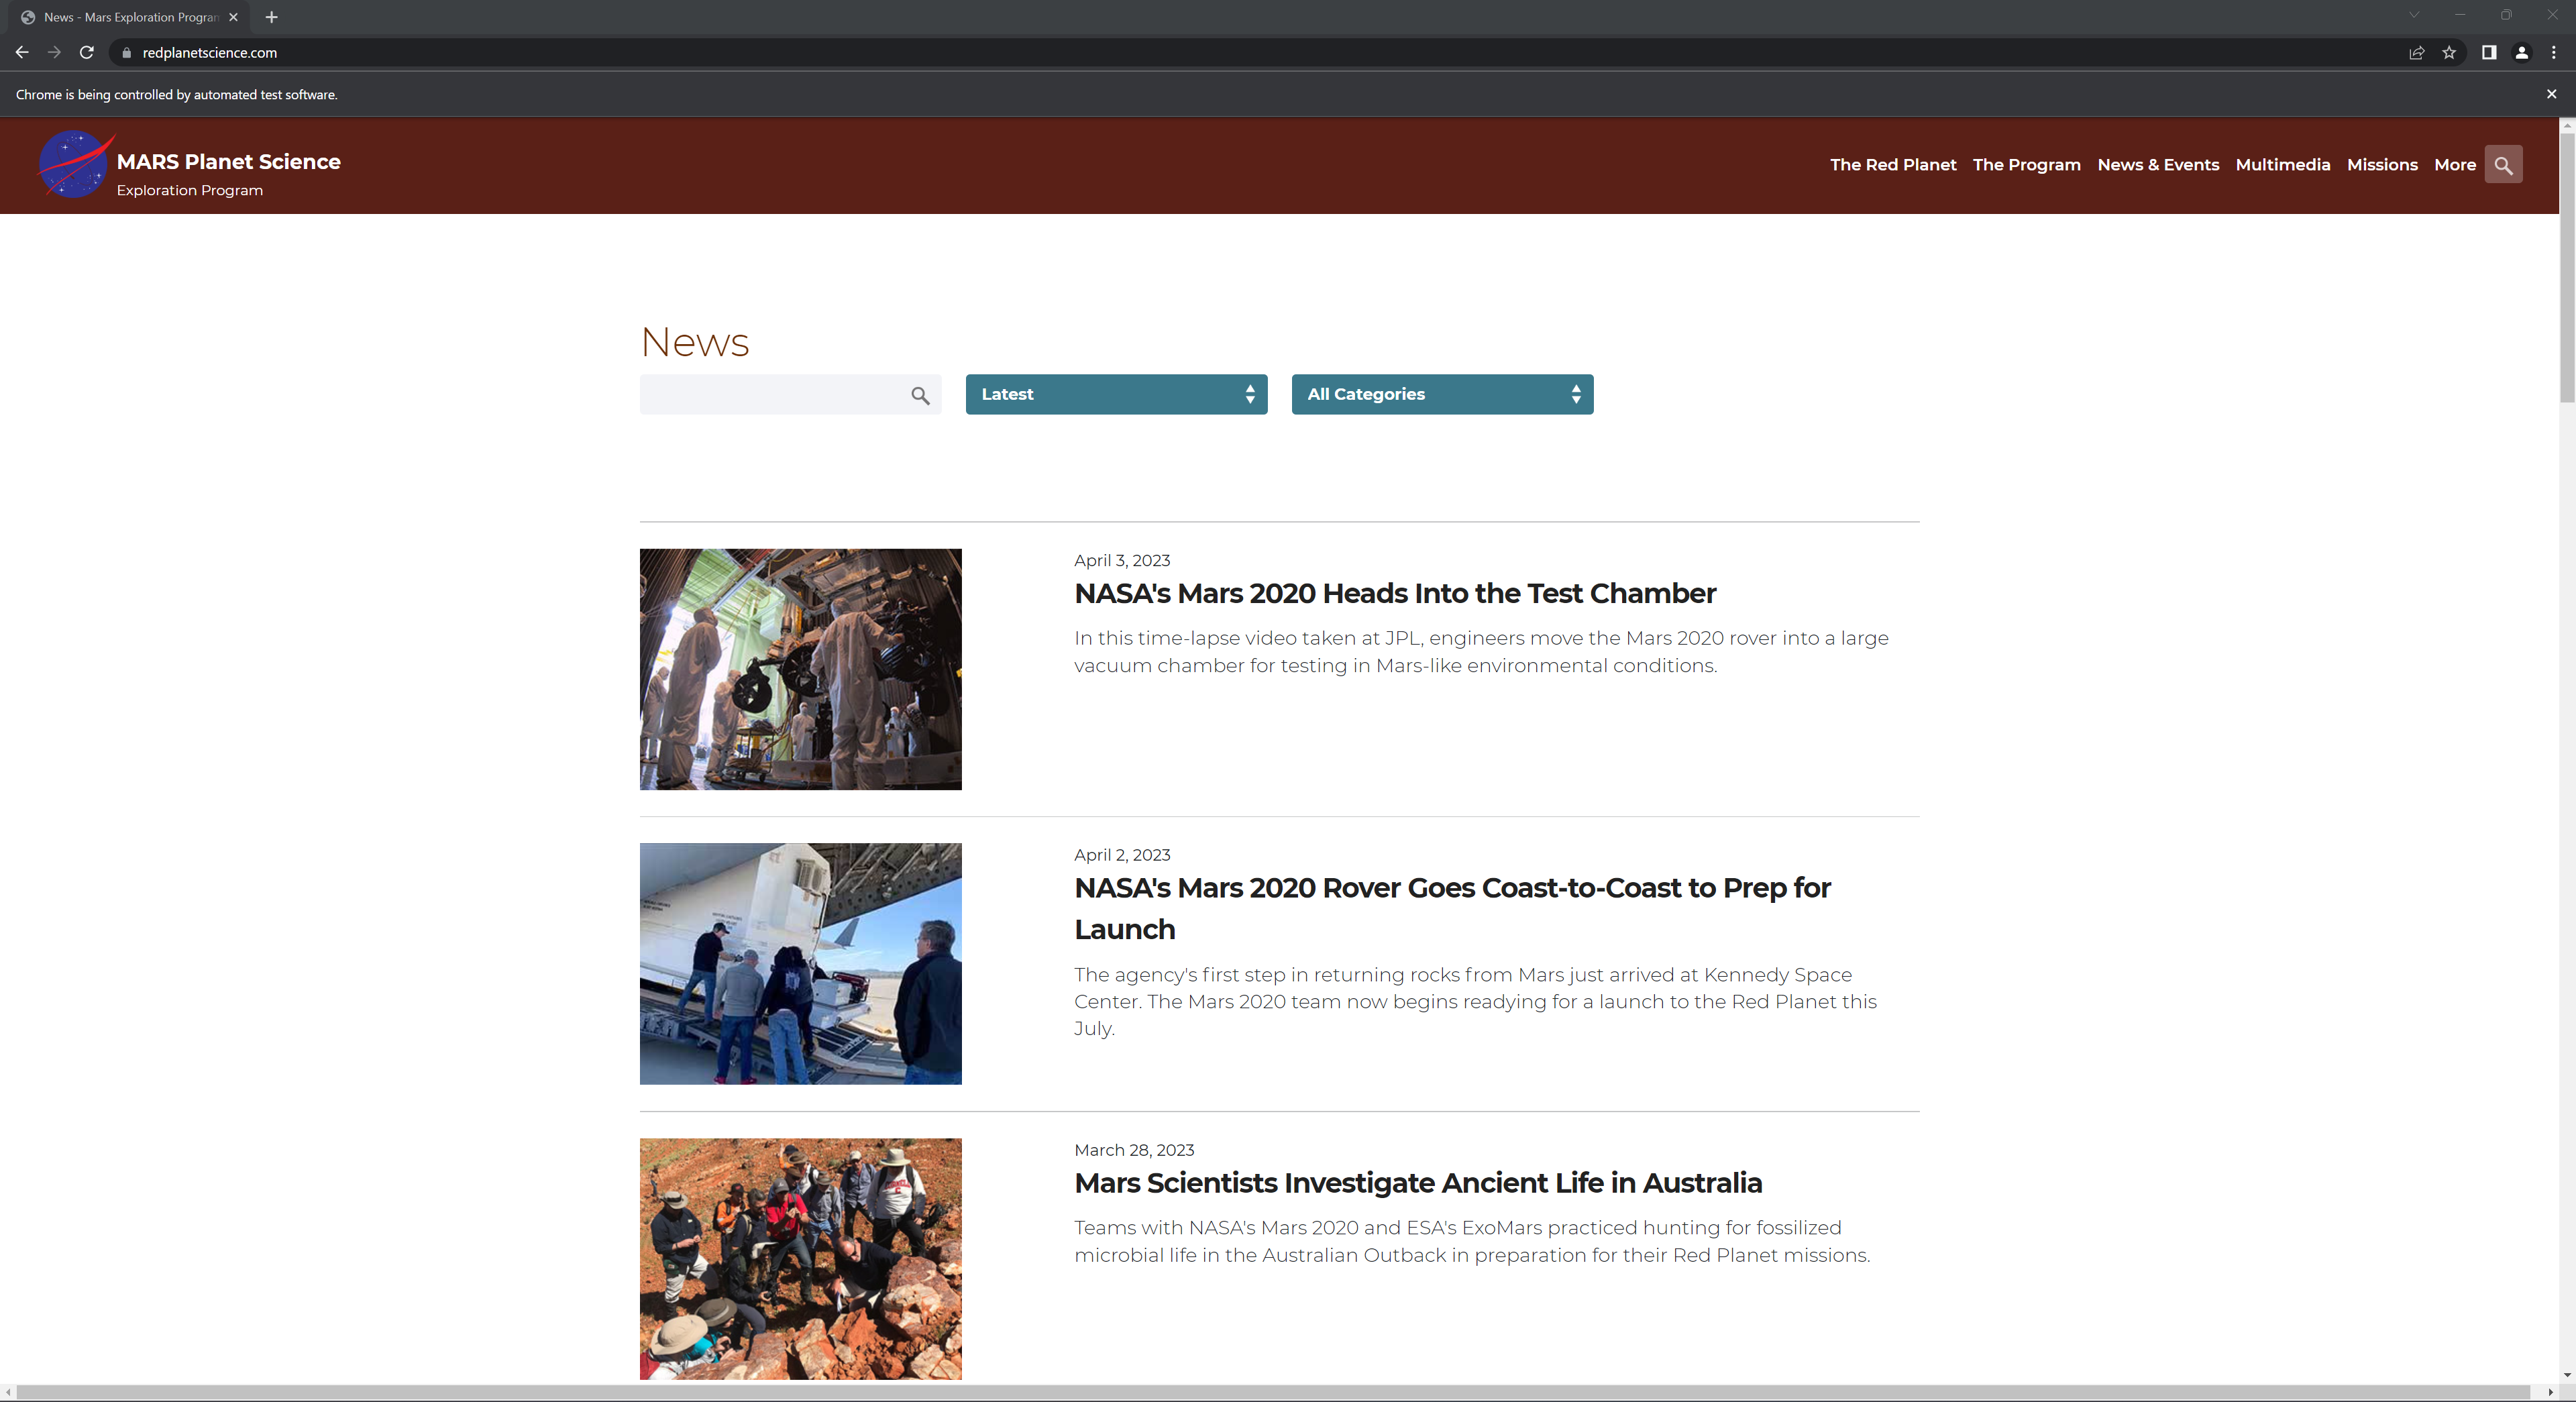 News - Mars Exploration Program
redplanetscience.com
Chrome is being controlled by automated test software.
MARS Planet Science
Exploration Program
The Red Planet The Program News & Events Multimedia Missions More
News
Latest
All Categories
April 3, 2023
NASA's Mars 2020 Heads Into the Test Chamber
In this time-lapse video taken at JPL, engineers move the Mars 2020 rover into a large
vacuum chamber for testing in Mars-like environmental conditions.
April 2, 2023
NASA's Mars 2020 Rover Goes Coast-to-Coast to Prep for
Launch
The agency's first step in returning rocks from Mars just arrived at Kennedy Space
Center. The Mars 2020 team now begins readying for a launch to the Red Planet this
July.
March 28, 2023
Mars Scientists Investigate Ancient Life in Australia
Teams with NASA's Mars 2020 and ESA's ExoMars practiced hunting for fossilized
microbial life in the Australian Outback in preparation for their Red Planet missions.